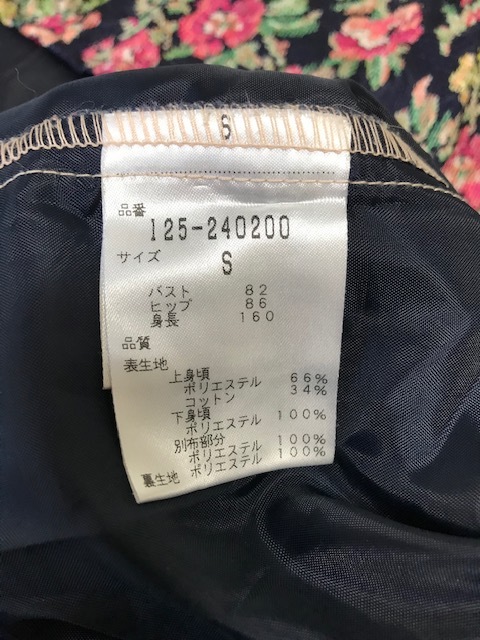 S
品番
125-240200
サイズ
S
バスト 82
ヒップ 86
身長 160
品質
表生地
上身頃
ポリエステル 66%
コットン 34%
下身頃
ポリエステル 100%
別布部分
ポリエステル 100%
裏生地 ポリエステル 100%